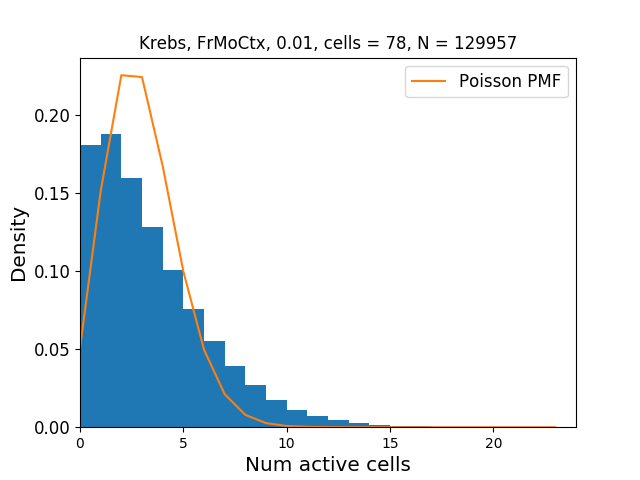 Krebs, FrMoCtx, 0.01, cells = 78, N = 129957
Poisson PMF
Density
0.20
0.15
0.10
0.05
0.00
0 5 10 15 20
Num active cells